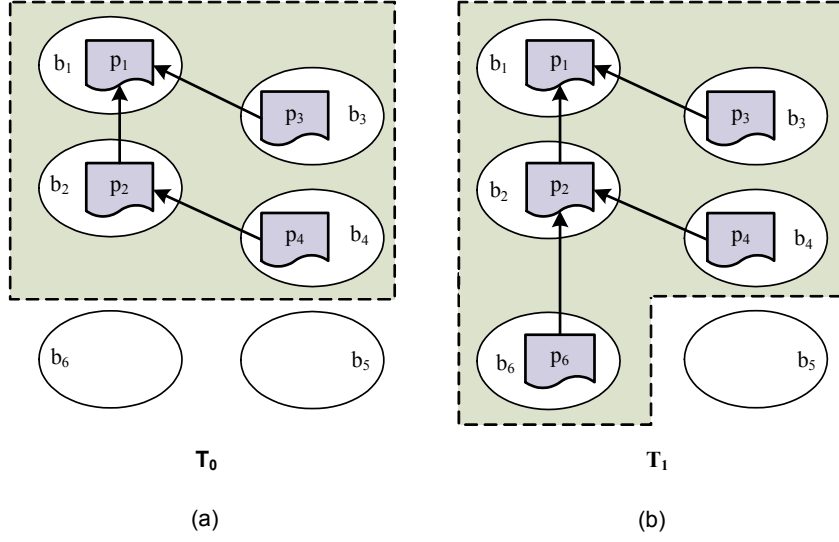 b₁ p₁
p₃ b₃
b₂ p₂
p₄ b₄
b₆ b₅
T₀
(a)
b₁ p₁
p₃ b₃
b₂ p₂
p₄ b₄
b₆ p₆ b₅
T₁
(b)